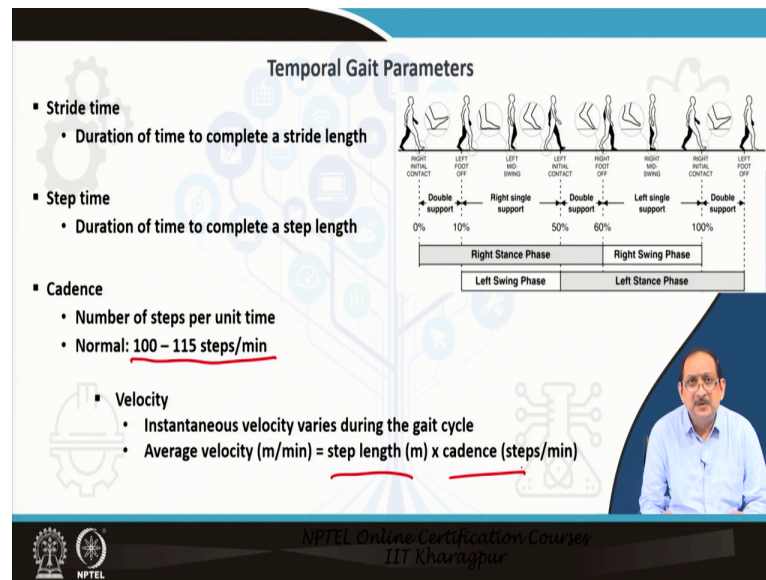 Temporal Gait Parameters
▪ Stride time
• Duration of time to complete a stride length
▪ Step time
• Duration of time to complete a step length
▪ Cadence
• Number of steps per unit time
• Normal: 100 – 115 steps/min
▪ Velocity
• Instantaneous velocity varies during the gait cycle
• Average velocity (m/min) = step length (m) x cadence (steps/min)
RIGHT INITIAL CONTACT
LEFT FOOT OFF
LEFT MID- SWING
LEFT INITIAL CONTACT
RIGHT FOOT OFF
RIGHT MID- SWING
RIGHT INITIAL CONTACT
LEFT FOOT OFF
Double support
Right single support
Double support
Left single support
Double support
0% 10% 50% 60% 100%
Right Stance Phase Right Swing Phase
Left Swing Phase Left Stance Phase
NPTEL Online Certification Courses
IIT Kharagpur
NPTEL